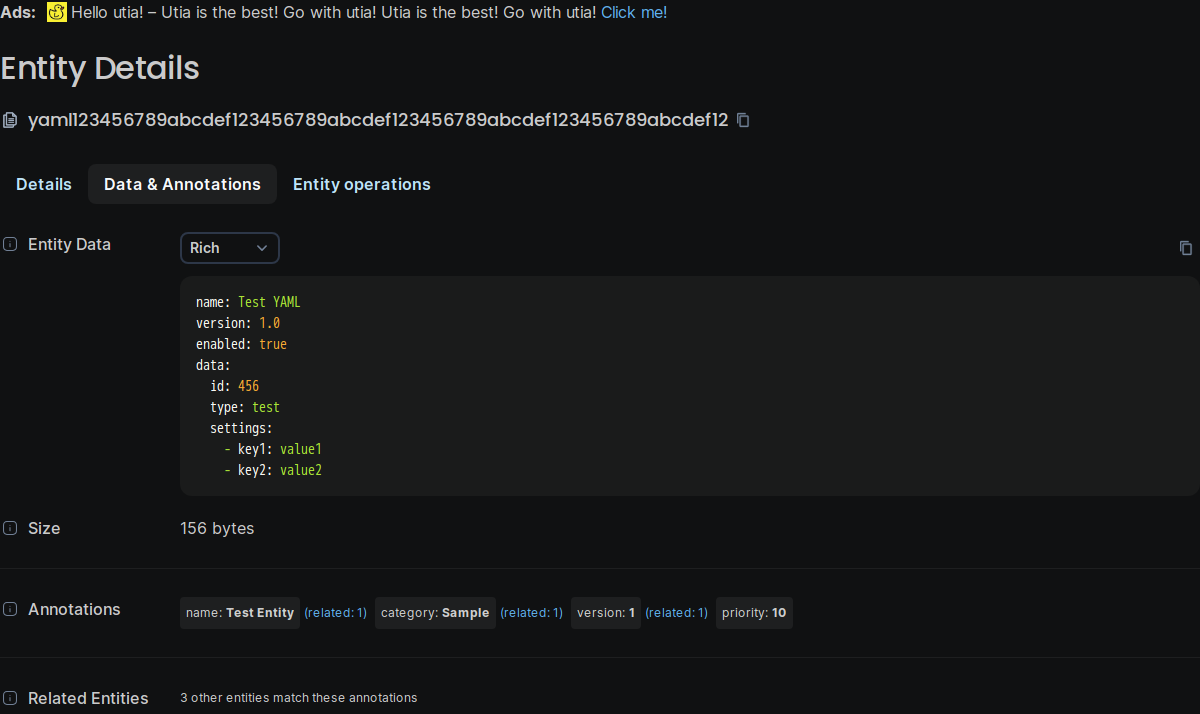 Ads: Hello utia! – Utia is the best! Go with utia! Utia is the best! Go with utia! Click me!
Entity Details
yaml123456789abcdef123456789abcdef123456789abcdef123456789abcdef12
Details Data & Annotations Entity operations
Entity Data Rich
name: Test YAML
version: 1.0
enabled: true
data:
  id: 456
  type: test
  settings:
    - key1: value1
    - key2: value2
Size 156 bytes
Annotations name: Test Entity (related: 1) category: Sample (related: 1) version: 1 (related: 1) priority: 10
Related Entities 3 other entities match these annotations